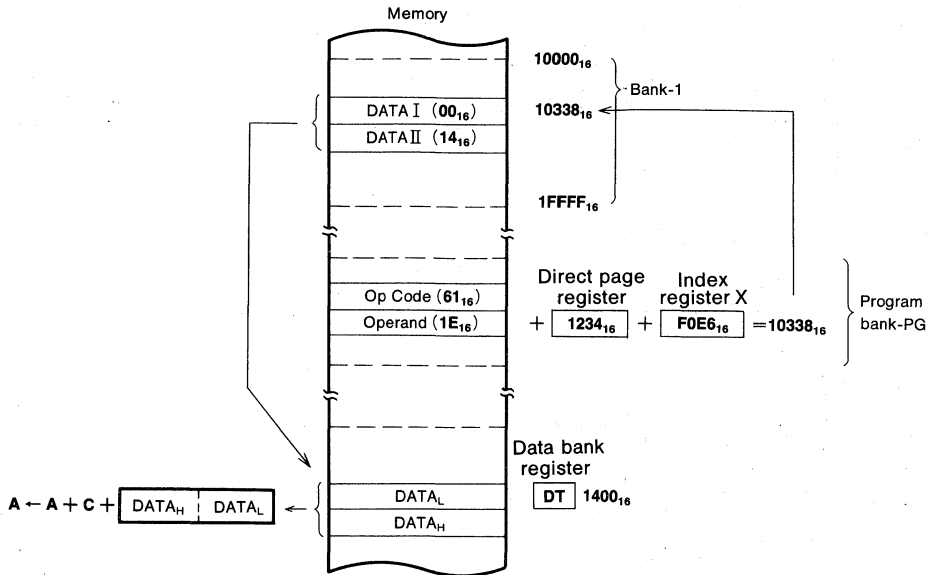 Memory
10000₁₆
Bank-1
DATA I (00₁₆)
10338₁₆
DATA II (14₁₆)
1FFFF₁₆
Direct page register
Index register X
Op Code (61₁₆)
Operand (1E₁₆)
+ 1234₁₆ + F0E6₁₆ =10338₁₆
Program bank-PG
Data bank register
DATA_L
DT 1400₁₆
DATA_H
A ← A + C + DATA_H DATA_L